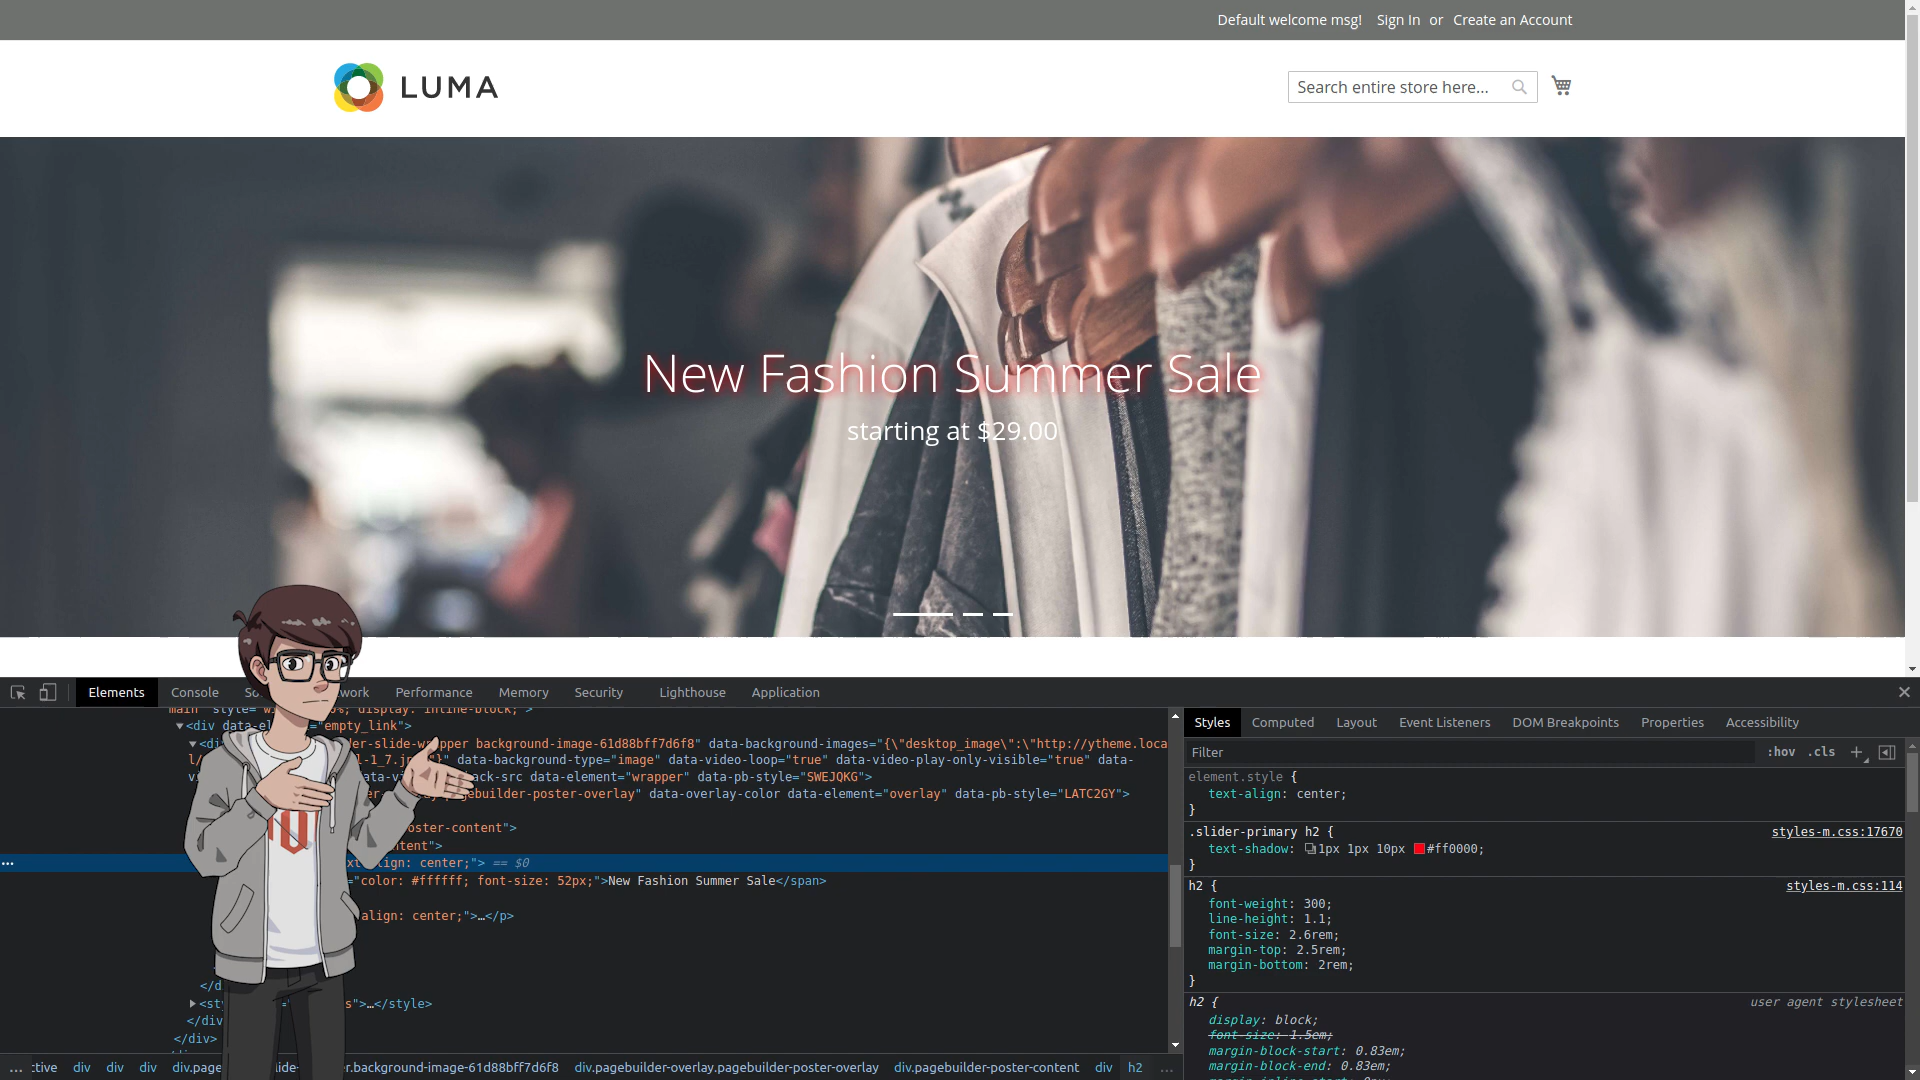 Default welcome msg! Sign In or Create an Account
LUMA
Search entire store here...
New Fashion Summer Sale
starting at $29.00
Elements Console Performance Memory Security Lighthouse Application
<div "empty_link">
background-image-61d88bff7d6f8" data-background-images="{\"desktop_image\":\"http://ytheme.loca
data-background-type="image" data-video-loop="true" data-video-play-only-visible="true" data-
data-element="wrapper" data-pb-style="SWEJQKG">
data-overlay-color data-element="overlay" data-pb-style="LATC2GY">
center;"> == $0
="color: #ffffff; font-size: 52px;">New Fashion Summer Sale</span>
align: center;">…</p>
…</style>
</div>
… ctive div div div div.page .background-image-61d88bff7d6f8 div.pagebuilder-overlay.pagebuilder-poster-overlay div.pagebuilder-poster-content div h2 …
Styles Computed Layout Event Listeners DOM Breakpoints Properties Accessibility
Filter :hov .cls +
element.style {
text-align: center;
}
.slider-primary h2 { styles-m.css:17670
text-shadow: 1px 1px 10px #ff0000;
}
h2 { styles-m.css:114
font-weight: 300;
line-height: 1.1;
font-size: 2.6rem;
margin-top: 2.5rem;
margin-bottom: 2rem;
}
h2 { user agent stylesheet
display: block;
font-size: 1.5em;
margin-block-start: 0.83em;
margin-block-end: 0.83em;